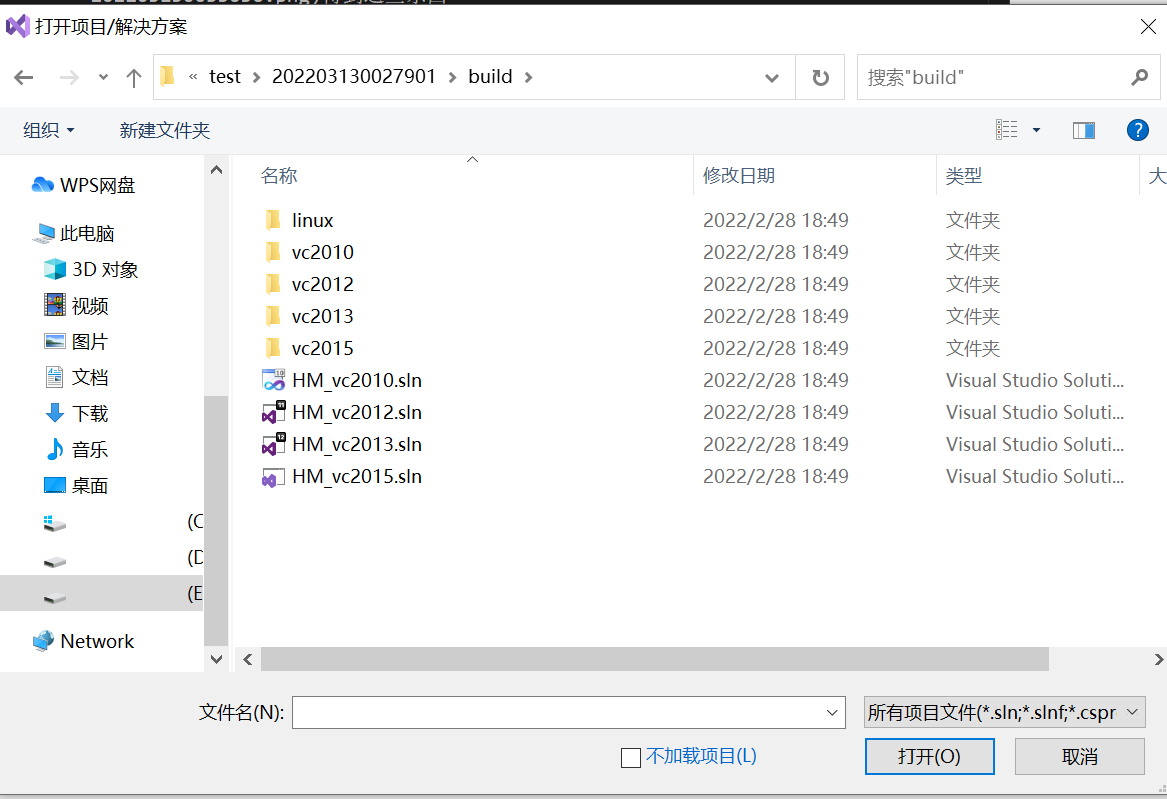 打开项目/解决方案
« test > 202203130027901 > build >
搜索"build"
组织 新建文件夹
名称 修改日期 类型 大
WPS网盘
此电脑
3D 对象
视频
图片
文档
下载
音乐
桌面
(C
(D
(E
Network
linux 2022/2/28 18:49 文件夹
vc2010 2022/2/28 18:49 文件夹
vc2012 2022/2/28 18:49 文件夹
vc2013 2022/2/28 18:49 文件夹
vc2015 2022/2/28 18:49 文件夹
HM_vc2010.sln 2022/2/28 18:49 Visual Studio Soluti...
HM_vc2012.sln 2022/2/28 18:49 Visual Studio Soluti...
HM_vc2013.sln 2022/2/28 18:49 Visual Studio Soluti...
HM_vc2015.sln 2022/2/28 18:49 Visual Studio Soluti...
文件名(N):
所有项目文件(*.sln;*.slnf;*.cspr
不加载项目(L)
打开(O) 取消